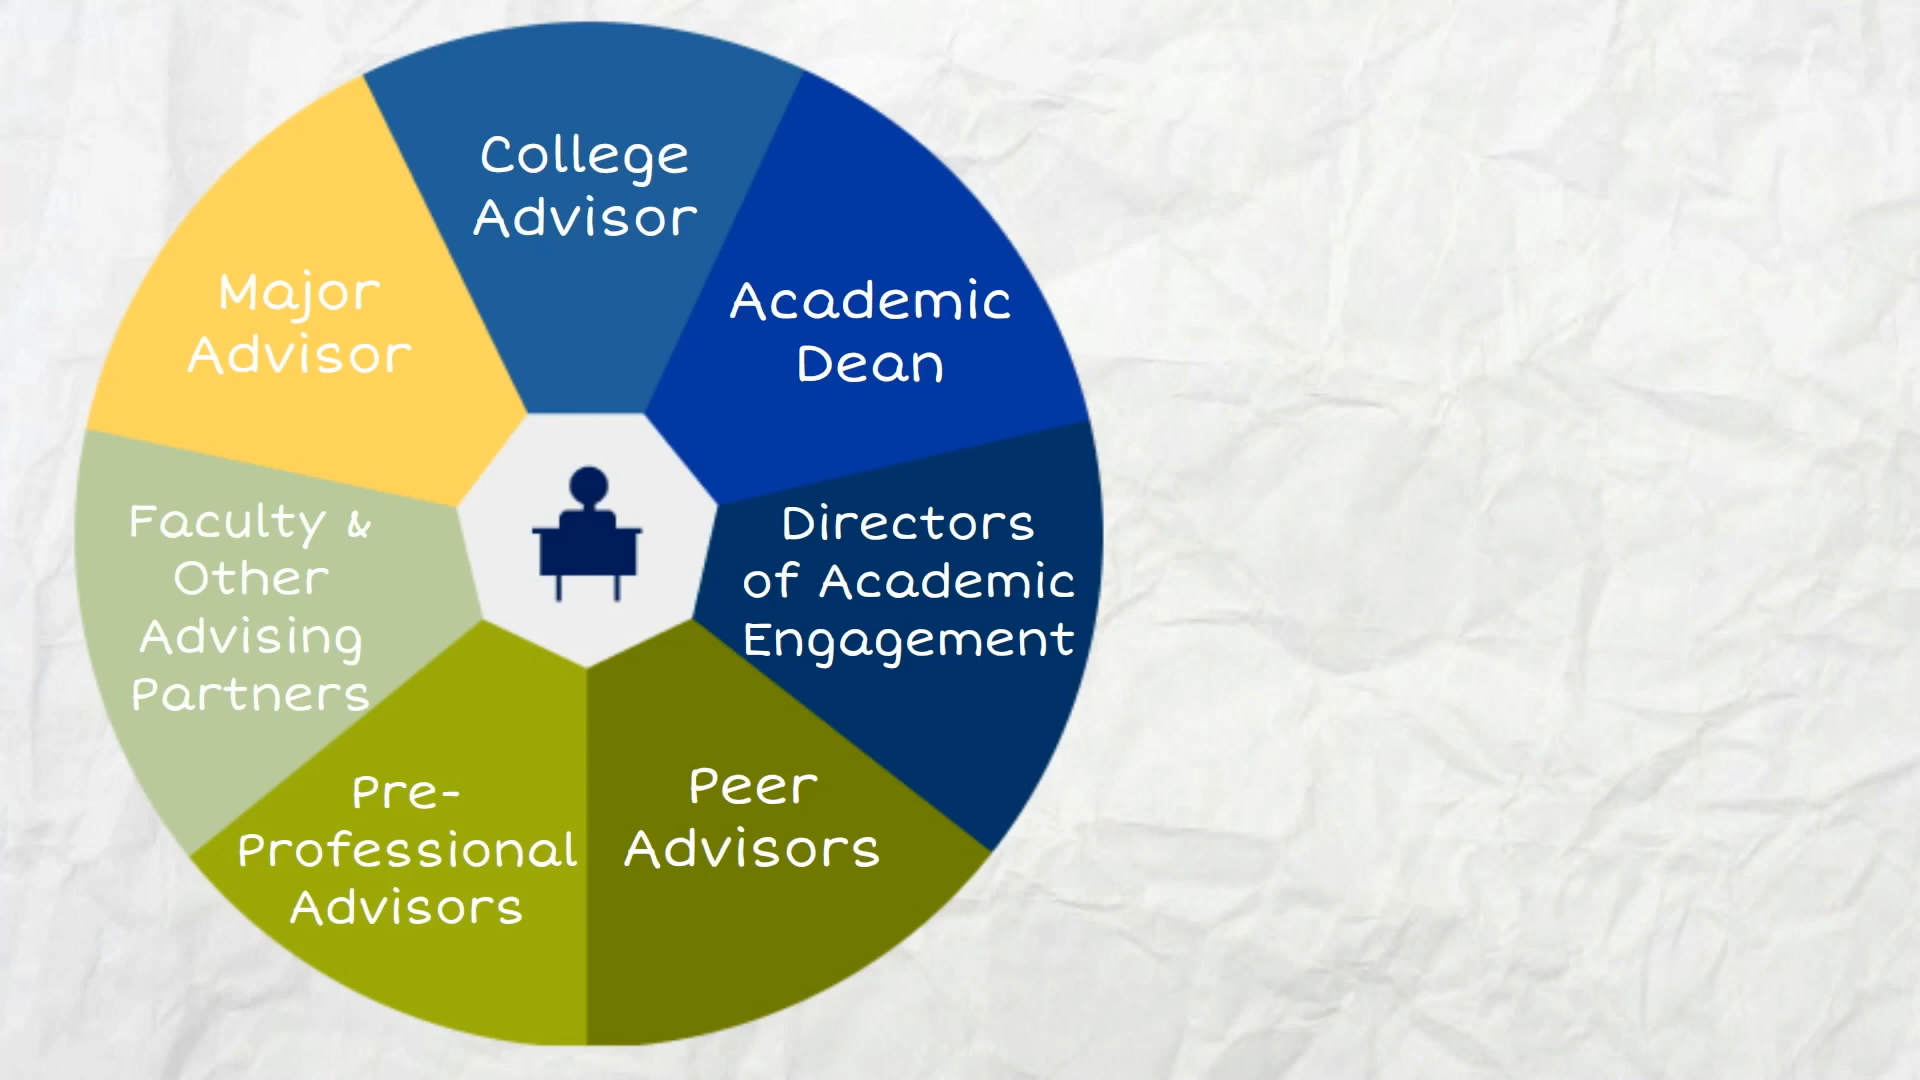 College
Advisor
Academic
Dean
Directors
of Academic
Engagement
Peer
Advisors
Pre-
Professional
Advisors
Faculty &
Other
Advising
Partners
Major
Advisor